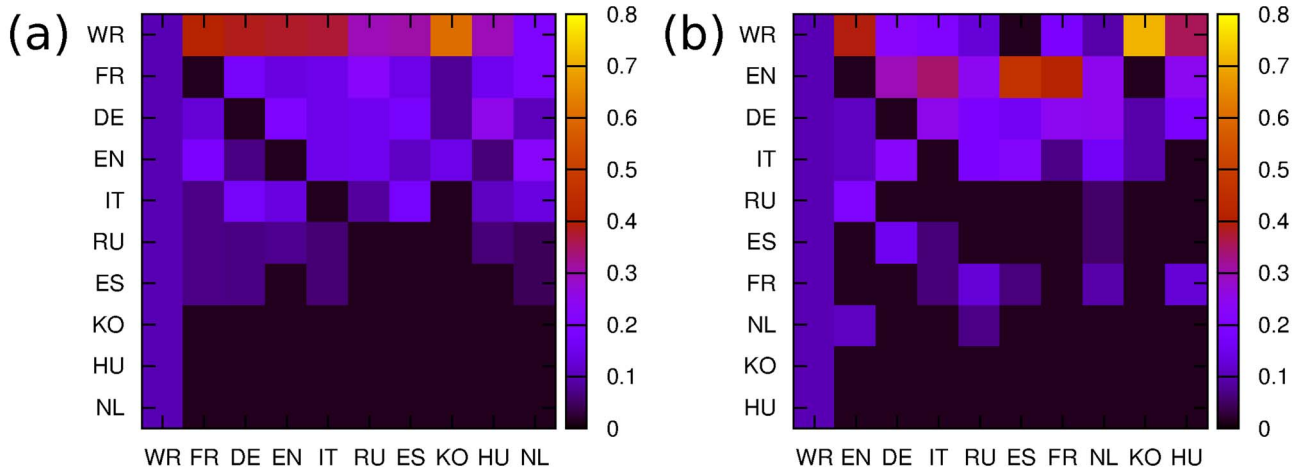 (a)
WR
FR
DE
EN
IT
RU
ES
KO
HU
NL
WR FR DE EN IT RU ES KO HU NL
0.8
0.7
0.6
0.5
0.4
0.3
0.2
0.1
0
(b)
WR
EN
DE
IT
RU
ES
FR
NL
KO
HU
WR EN DE IT RU ES FR NL KO HU
0.8
0.7
0.6
0.5
0.4
0.3
0.2
0.1
0